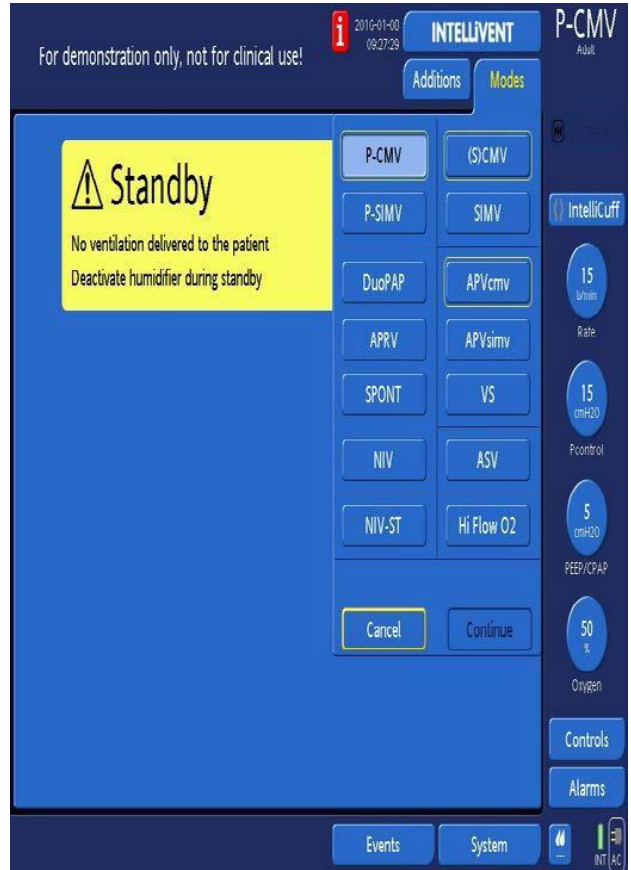 For demonstration only, not for clinical use!
i
2016-01-00
09:27:29
INTELLiVENT
P-CMV
Adult
Additions
Modes
Standby
No ventilation delivered to the patient
Deactivate humidifier during standby
P-CMV
(S)CMV
P-SIMV
SIMV
DuoPAP
APVcmv
APRV
APVsimv
SPONT
VS
NIV
ASV
NIV-ST
Hi Flow O2
Cancel
Continue
IntelliCuff
15
b/min
Rate
15
cmH2O
Pcontrol
5
cmH2O
PEEP/CPAP
50
%
Oxygen
Controls
Alarms
Events
System
INT
AC